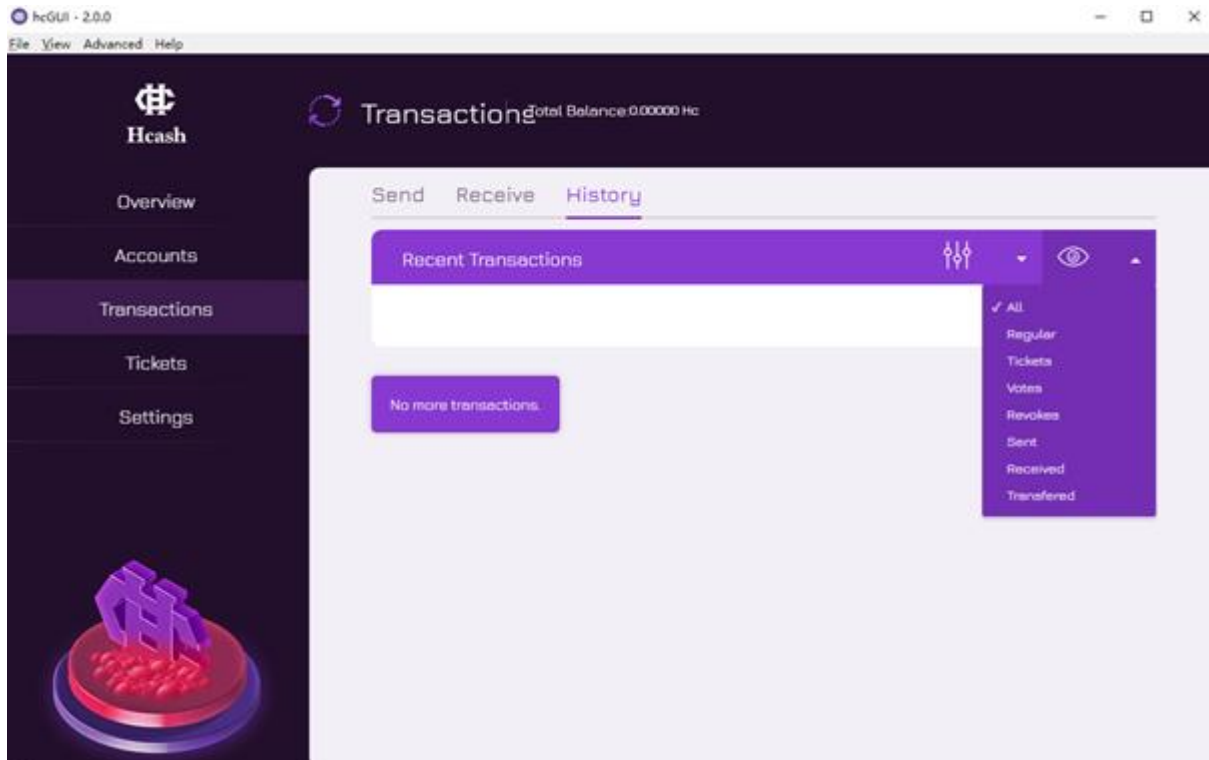 hcGUI - 2.0.0
File View Advanced Help
Hcash
Transactions Total Balance:0.00000 Hc
Overview
Accounts
Transactions
Tickets
Settings
Send Receive History
Recent Transactions
✓ All
Regular
Tickets
Votes
Revokes
Sent
Received
Transfered
No more transactions.